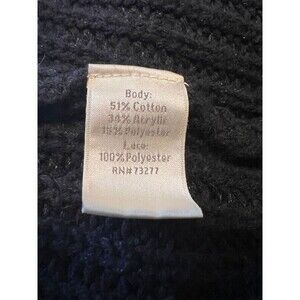 Body:
51% Cotton
34% Acrylic
15% Polyester
Lace:
100% Polyester
RN#73277